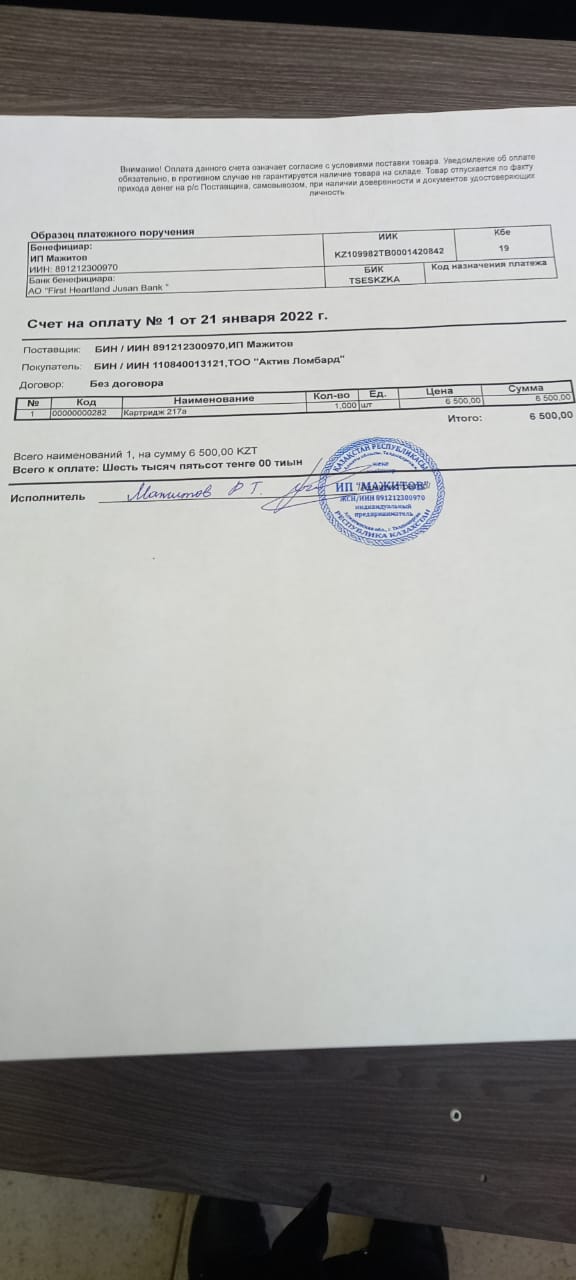 Внимание! Оплата данного счета означает согласие с условиями поставки товара. Уведомление об оплате
обязательно, в противном случае не гарантируется наличие товара на складе. Товар отпускается по факту
прихода денег на р/с Поставщика, самовывозом, при наличии доверенности и документов удостоверяющих
личность.
Образец платежного поручения
Бенефициар: ИИК Кбе
ИП Мажитов KZ109982TB0001420842 19
ИИН: 891212300970
Банк бенефициара: БИК Код назначения платежа
АО "First Heartland Jusan Bank " TSESKZKA
Счет на оплату № 1 от 21 января 2022 г.
Поставщик: БИН / ИИН 891212300970,ИП Мажитов
Покупатель: БИН / ИИН 110840013121,ТОО "Актив Ломбард"
Договор: Без договора
№ Код Наименование Кол-во Ед. Цена Сумма
1 00000000282 Картридж 217а 1,000 шт 6 500,00 6 500,00
Итого: 6 500,00
Всего наименований 1, на сумму 6 500,00 KZT
Всего к оплате: Шесть тысяч пятьсот тенге 00 тиын
Исполнитель Мажитов Р Т.
ҚАЗАҚСТАН РЕСПУБЛИКАСЫ
жеке
ИП "МАЖИТОВ"
ЖСН/ИИН 891212300970
индивидуальный
предприниматель
РЕСПУБЛИКА КАЗАХСТАН